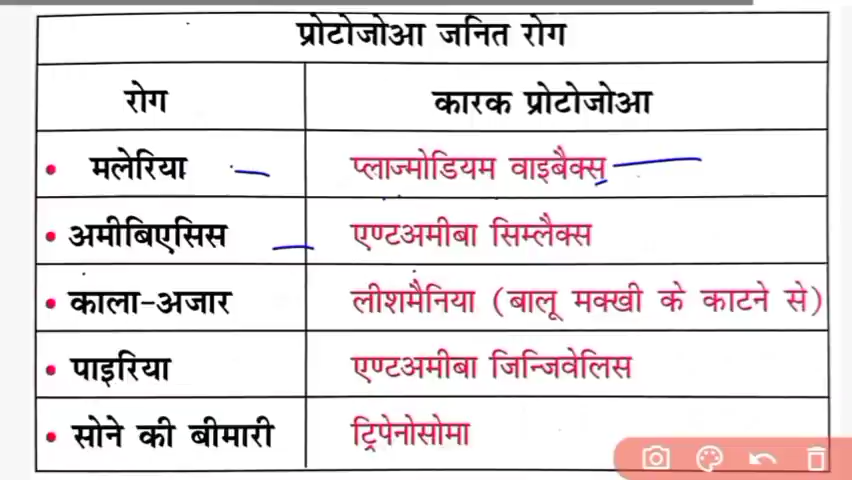 प्रोटोजोआ जनित रोग
रोग कारक प्रोटोजोआ
• मलेरिया प्लाज्मोडियम वाइबैक्स
• अमीबिएसिस एण्टअमीबा सिम्लैक्स
• काला-अजार लीशमैनिया (बालू मक्खी के काटने से)
• पाइरिया एण्टअमीबा जिन्जिवेलिस
• सोने की बीमारी ट्रिपेनोसोमा